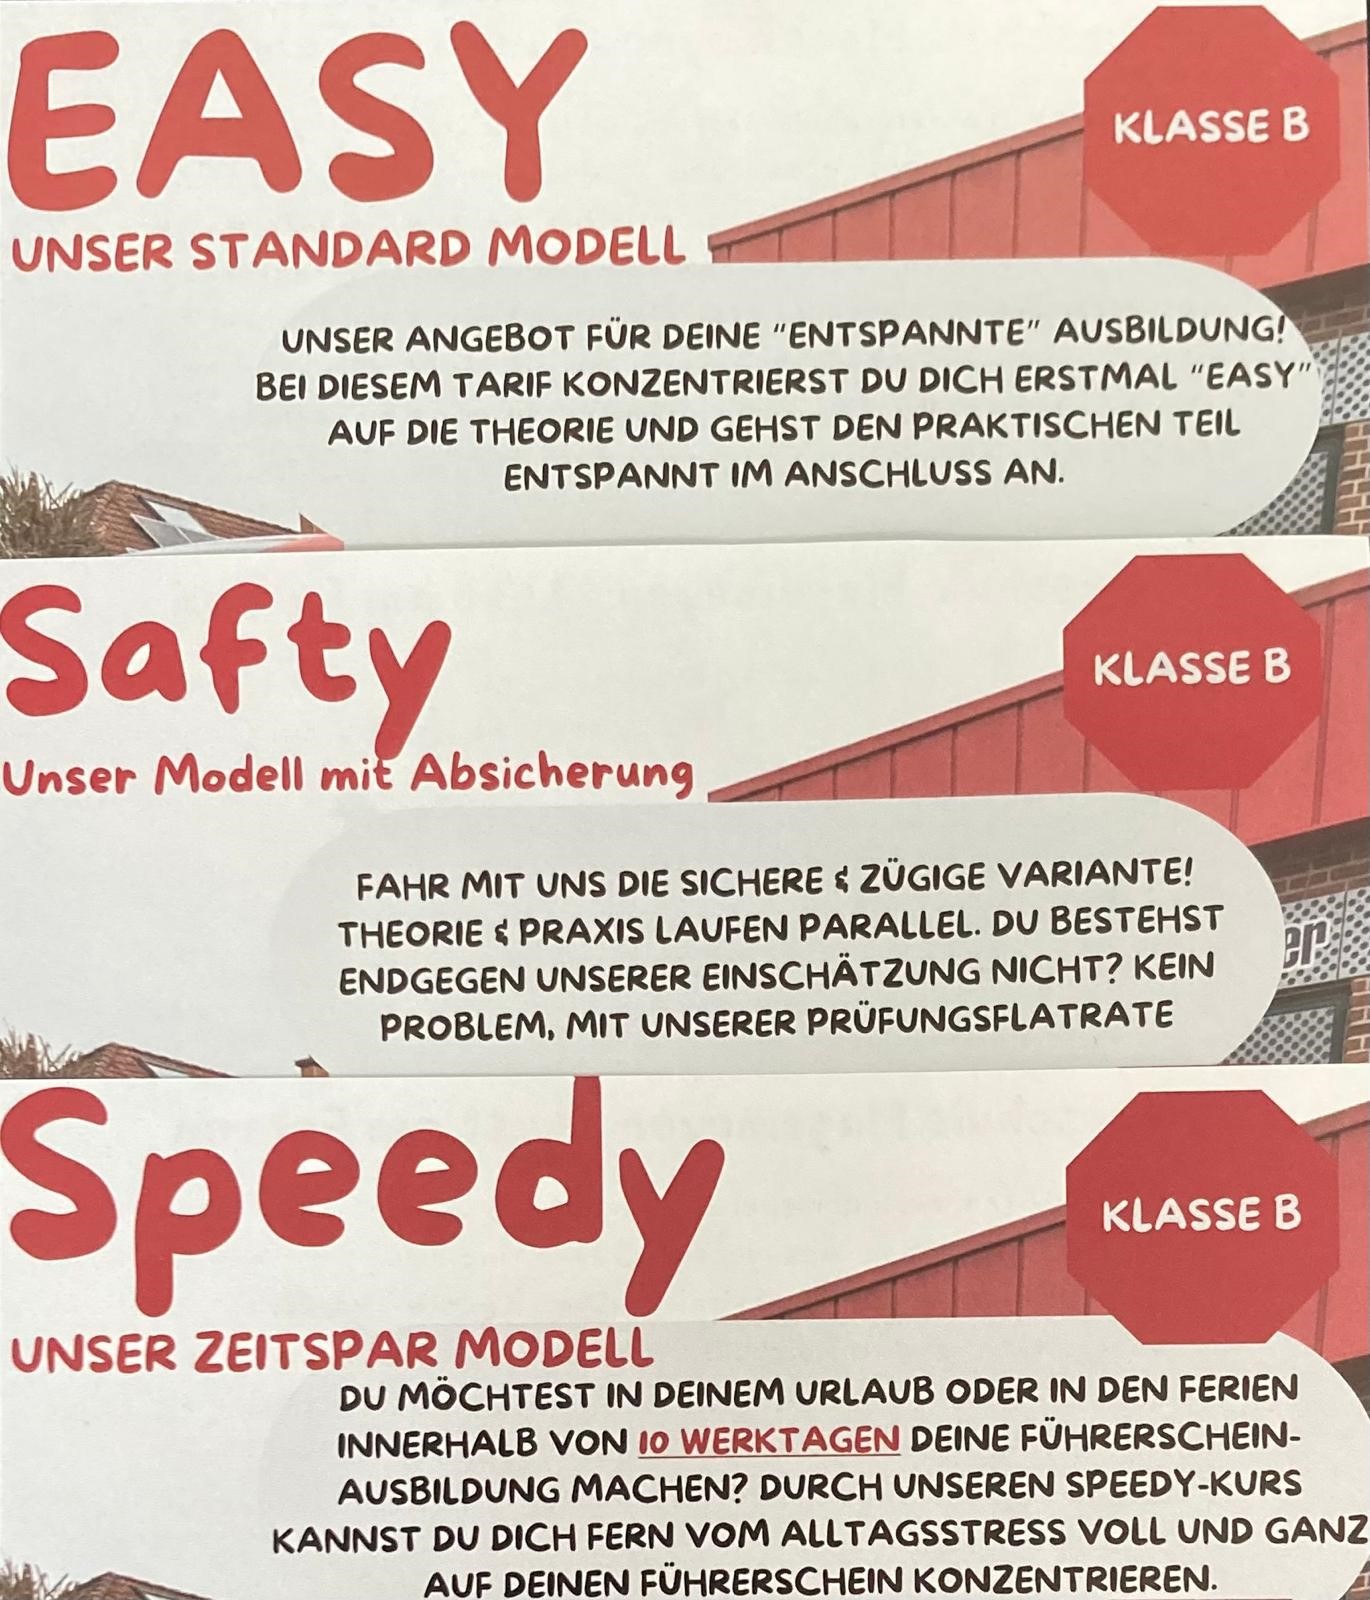 EASY
KLASSE B
UNSER STANDARD MODELL
UNSER ANGEBOT FÜR DEINE "ENTSPANNTE" AUSBILDUNG!
BEI DIESEM TARIF KONZENTRIERST DU DICH ERSTMAL "EASY"
AUF DIE THEORIE UND GEHST DEN PRAKTISCHEN TEIL
ENTSPANNT IM ANSCHLUSS AN.
Safty
KLASSE B
Unser Modell mit Absicherung
FAHR MIT UNS DIE SICHERE & ZÜGIGE VARIANTE!
THEORIE & PRAXIS LAUFEN PARALLEL. DU BESTEHST
ENDGEGEN UNSERER EINSCHÄTZUNG NICHT? KEIN
PROBLEM, MIT UNSERER PRÜFUNGSFLATRATE
er
Speedy
KLASSE B
UNSER ZEITSPAR MODELL
DU MÖCHTEST IN DEINEM URLAUB ODER IN DEN FERIEN
INNERHALB VON 10 WERKTAGEN DEINE FÜHRERSCHEIN-
AUSBILDUNG MACHEN? DURCH UNSEREN SPEEDY-KURS
KANNST DU DICH FERN VOM ALLTAGSSTRESS VOLL UND GANZ
AUF DEINEN FÜHRERSCHEIN KONZENTRIEREN.